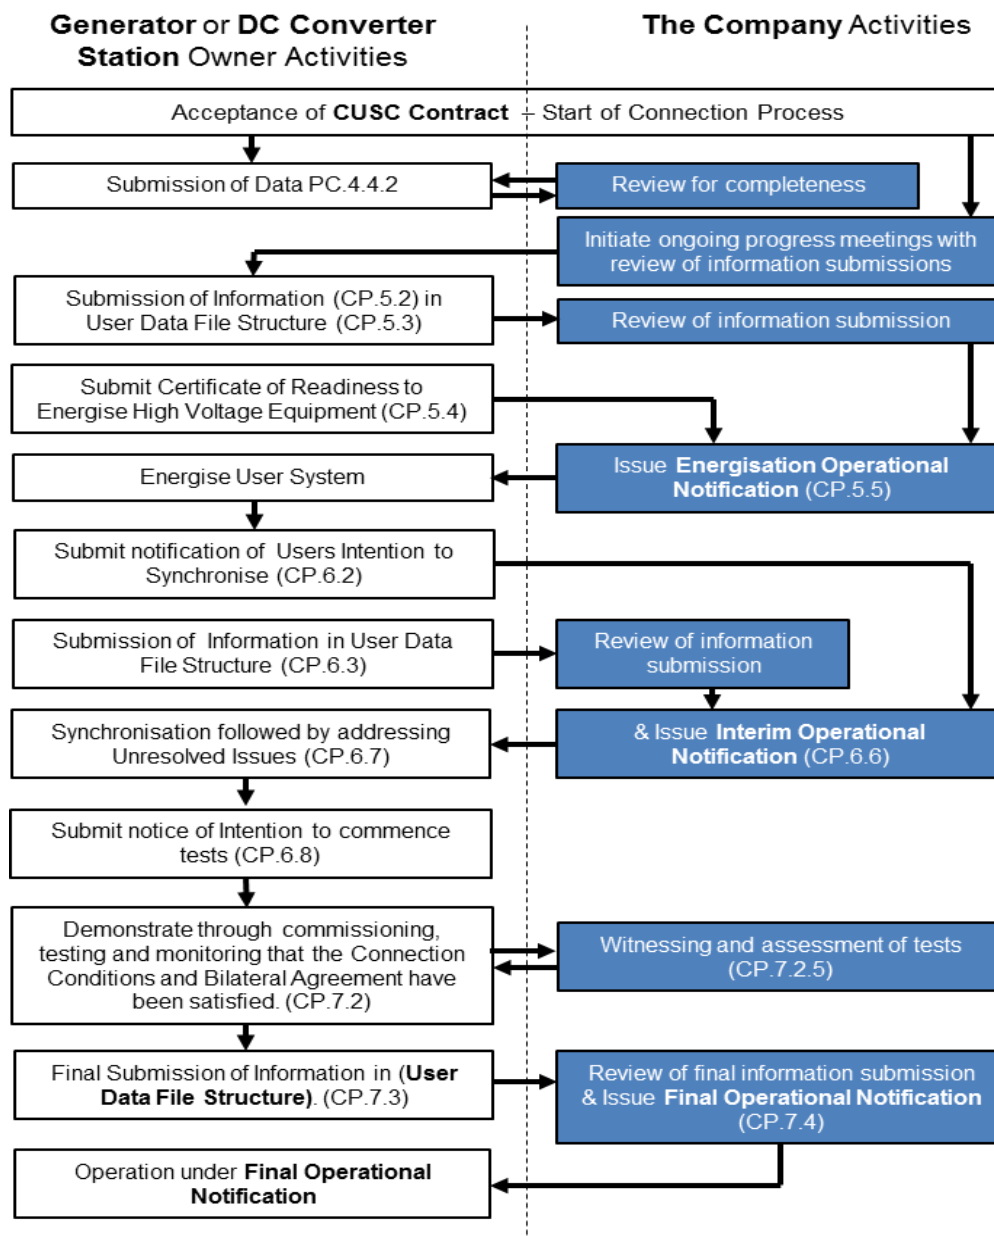 Generator or DC Converter
Station Owner Activities
The Company Activities
Acceptance of CUSC Contract – Start of Connection Process
Submission of Data PC.4.4.2
Review for completeness
Initiate ongoing progress meetings with
review of information submissions
Submission of Information (CP.5.2) in
User Data File Structure (CP.5.3)
Review of information submission
Submit Certificate of Readiness to
Energise High Voltage Equipment (CP.5.4)
Issue Energisation Operational
Notification (CP.5.5)
Energise User System
Submit notification of Users Intention to
Synchronise (CP.6.2)
Submission of Information in User Data
File Structure (CP.6.3)
Review of information
submission
Synchronisation followed by addressing
Unresolved Issues (CP.6.7)
& Issue Interim Operational
Notification (CP.6.6)
Submit notice of Intention to commence
tests (CP.6.8)
Demonstrate through commissioning,
testing and monitoring that the Connection
Conditions and Bilateral Agreement have
been satisfied. (CP.7.2)
Witnessing and assessment of tests
(CP.7.2.5)
Final Submission of Information in (User
Data File Structure). (CP.7.3)
Review of final information submission
& Issue Final Operational Notification
(CP.7.4)
Operation under Final Operational
Notification